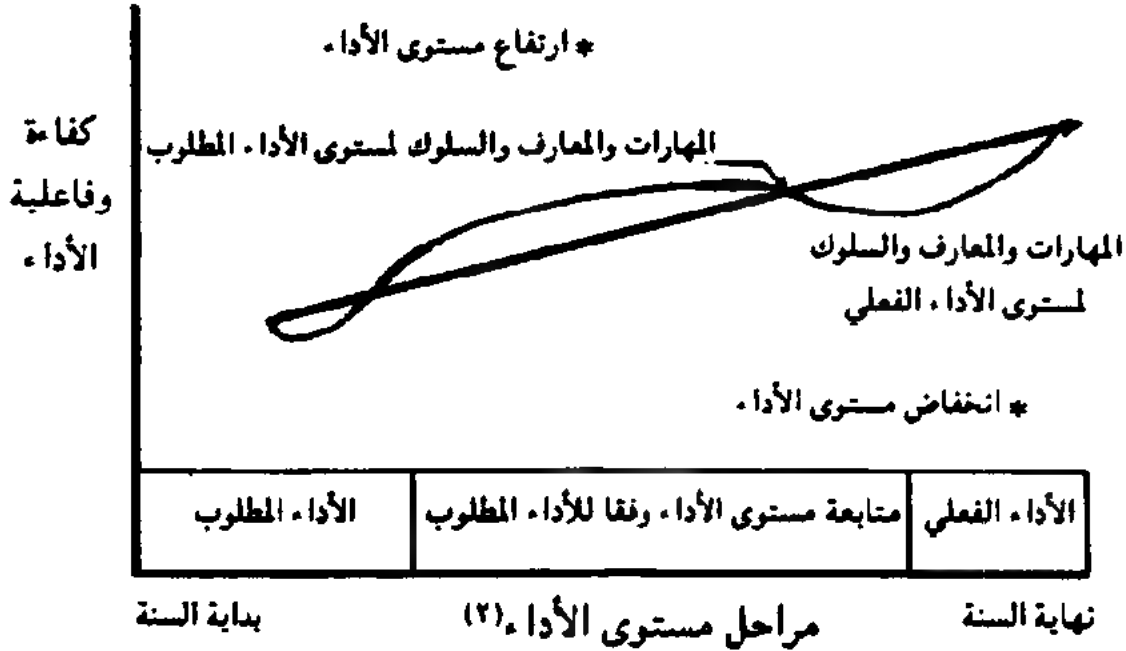 * ارتفاع مستوى الأداء
كفاءة
وفاعلية
الأداء
المهارات والمعارف والسلوك لمستوى الأداء المطلوب
المهارات والمعارف والسلوك
لمستوى الأداء الفعلي
* انخفاض مستوى الأداء
الأداء الفعلي
متابعة مستوى الأداء وفقا للأداء المطلوب
الأداء المطلوب
نهاية السنة
مراحل مستوى الأداء (٢)
بداية السنة